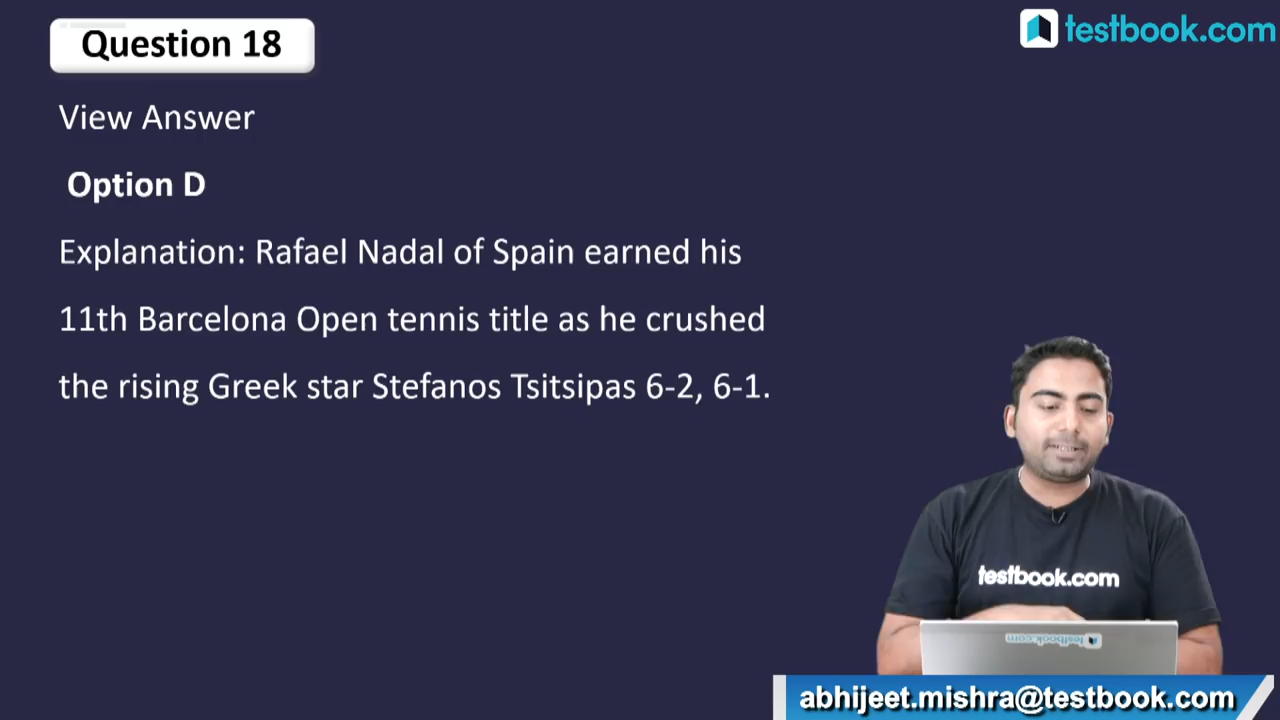 Question 18
testbook.com
View Answer
Option D
Explanation: Rafael Nadal of Spain earned his
11th Barcelona Open tennis title as he crushed
the rising Greek star Stefanos Tsitsipas 6-2, 6-1.
testbook.com
testbook.com
abhijeet.mishra@testbook.com